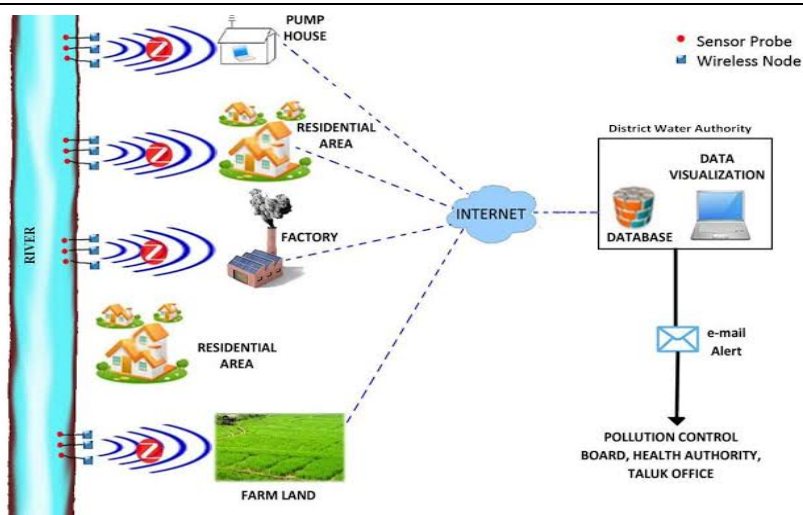 PUMP
HOUSE
Sensor Probe
Wireless Node
RESIDENTIAL
AREA
District Water Authority
DATA
VISUALIZATION
DATABASE
INTERNET
FACTORY
RIVER
RESIDENTIAL
AREA
e-mail
Alert
FARM LAND
POLLUTION CONTROL
BOARD, HEALTH AUTHORITY,
TALUK OFFICE